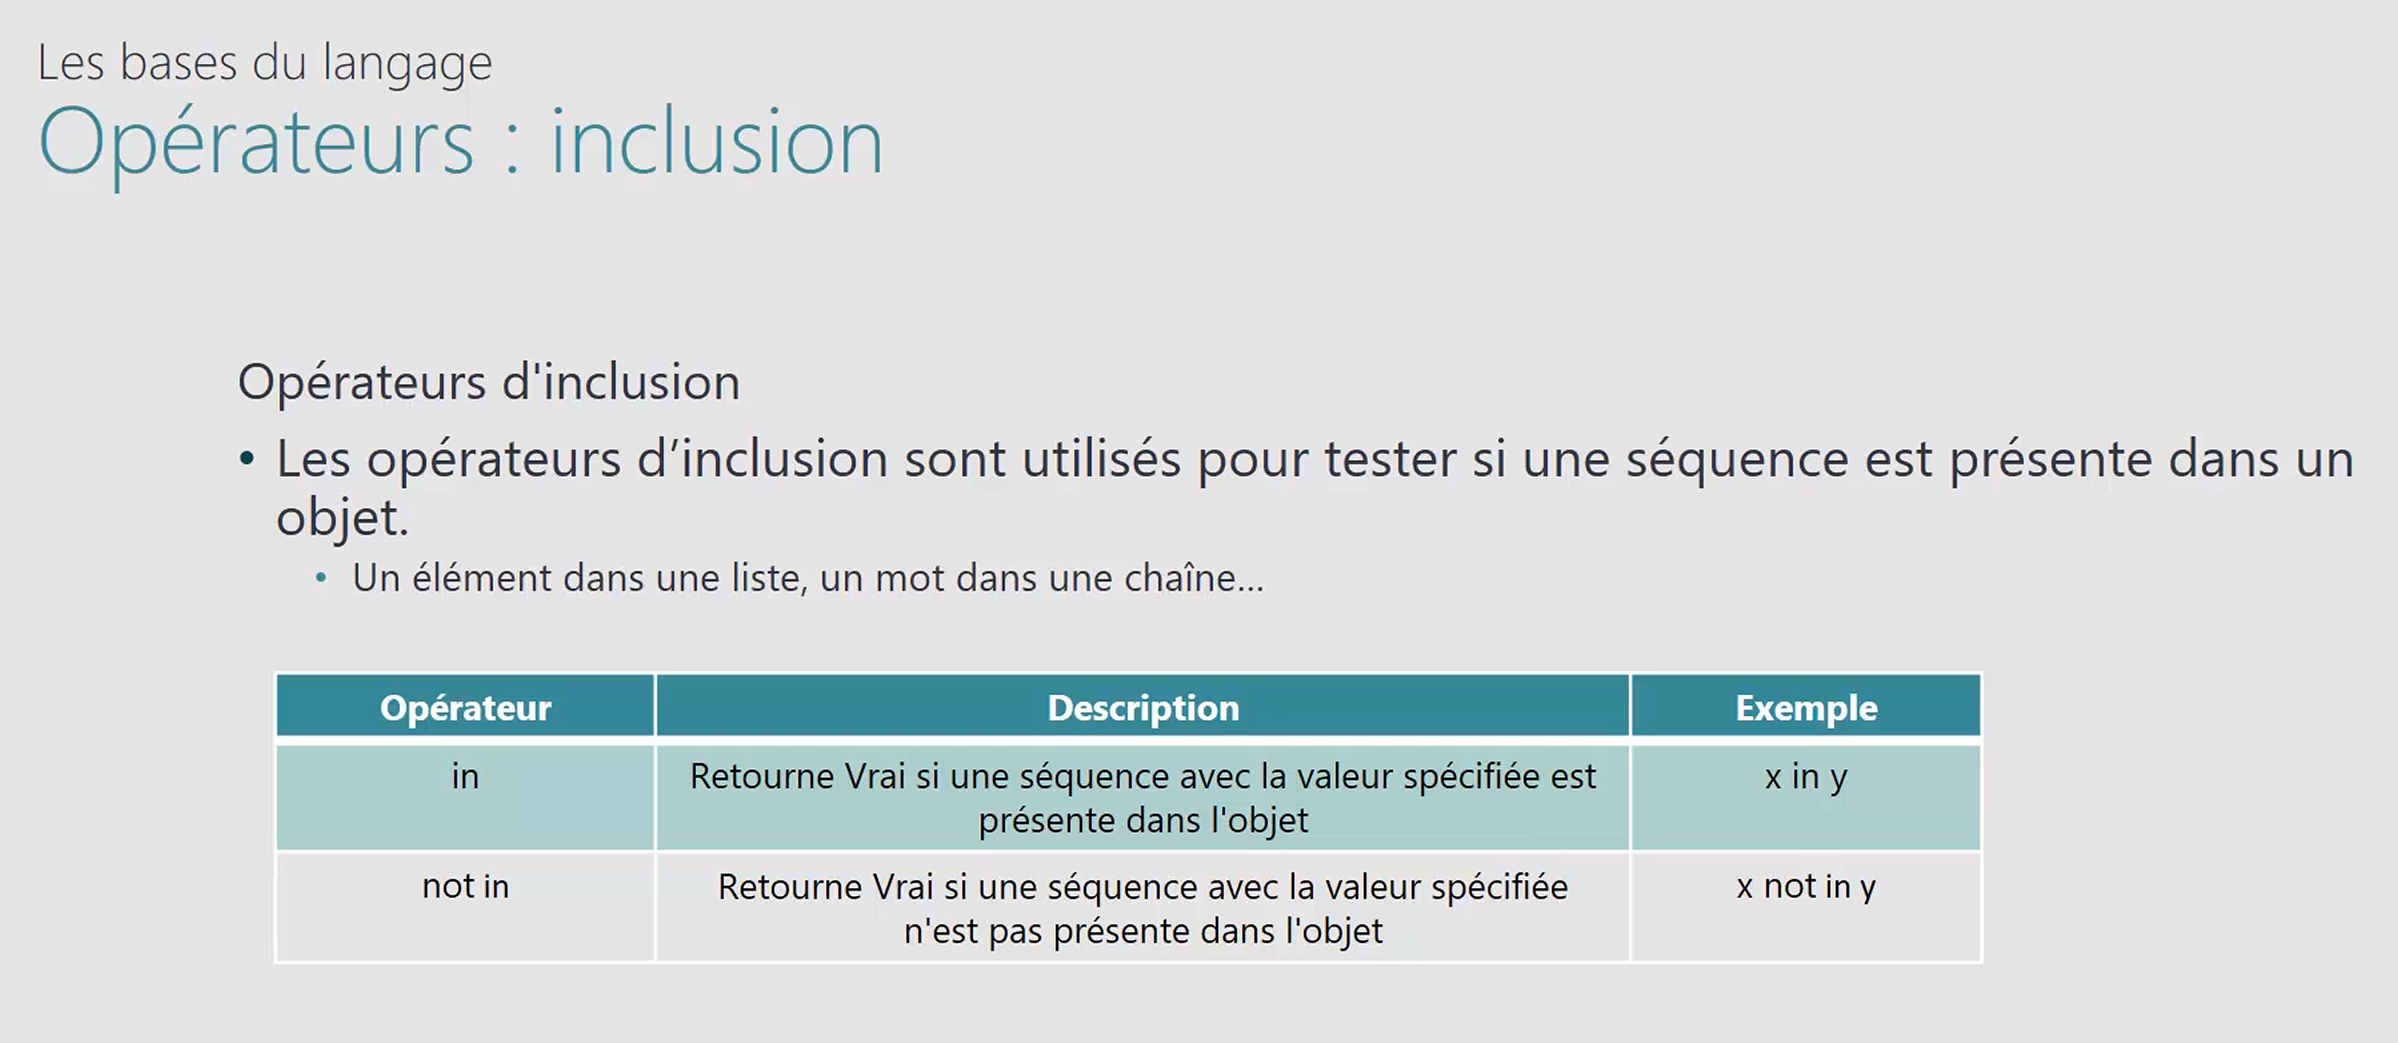 Les bases du langage
Opérateurs : inclusion
Opérateurs d'inclusion
• Les opérateurs d’inclusion sont utilisés pour tester si une séquence est présente dans un
objet.
• Un élément dans une liste, un mot dans une chaîne...
Opérateur Description Exemple
in Retourne Vrai si une séquence avec la valeur spécifiée est x in y
présente dans l'objet
not in Retourne Vrai si une séquence avec la valeur spécifiée x not in y
n'est pas présente dans l'objet